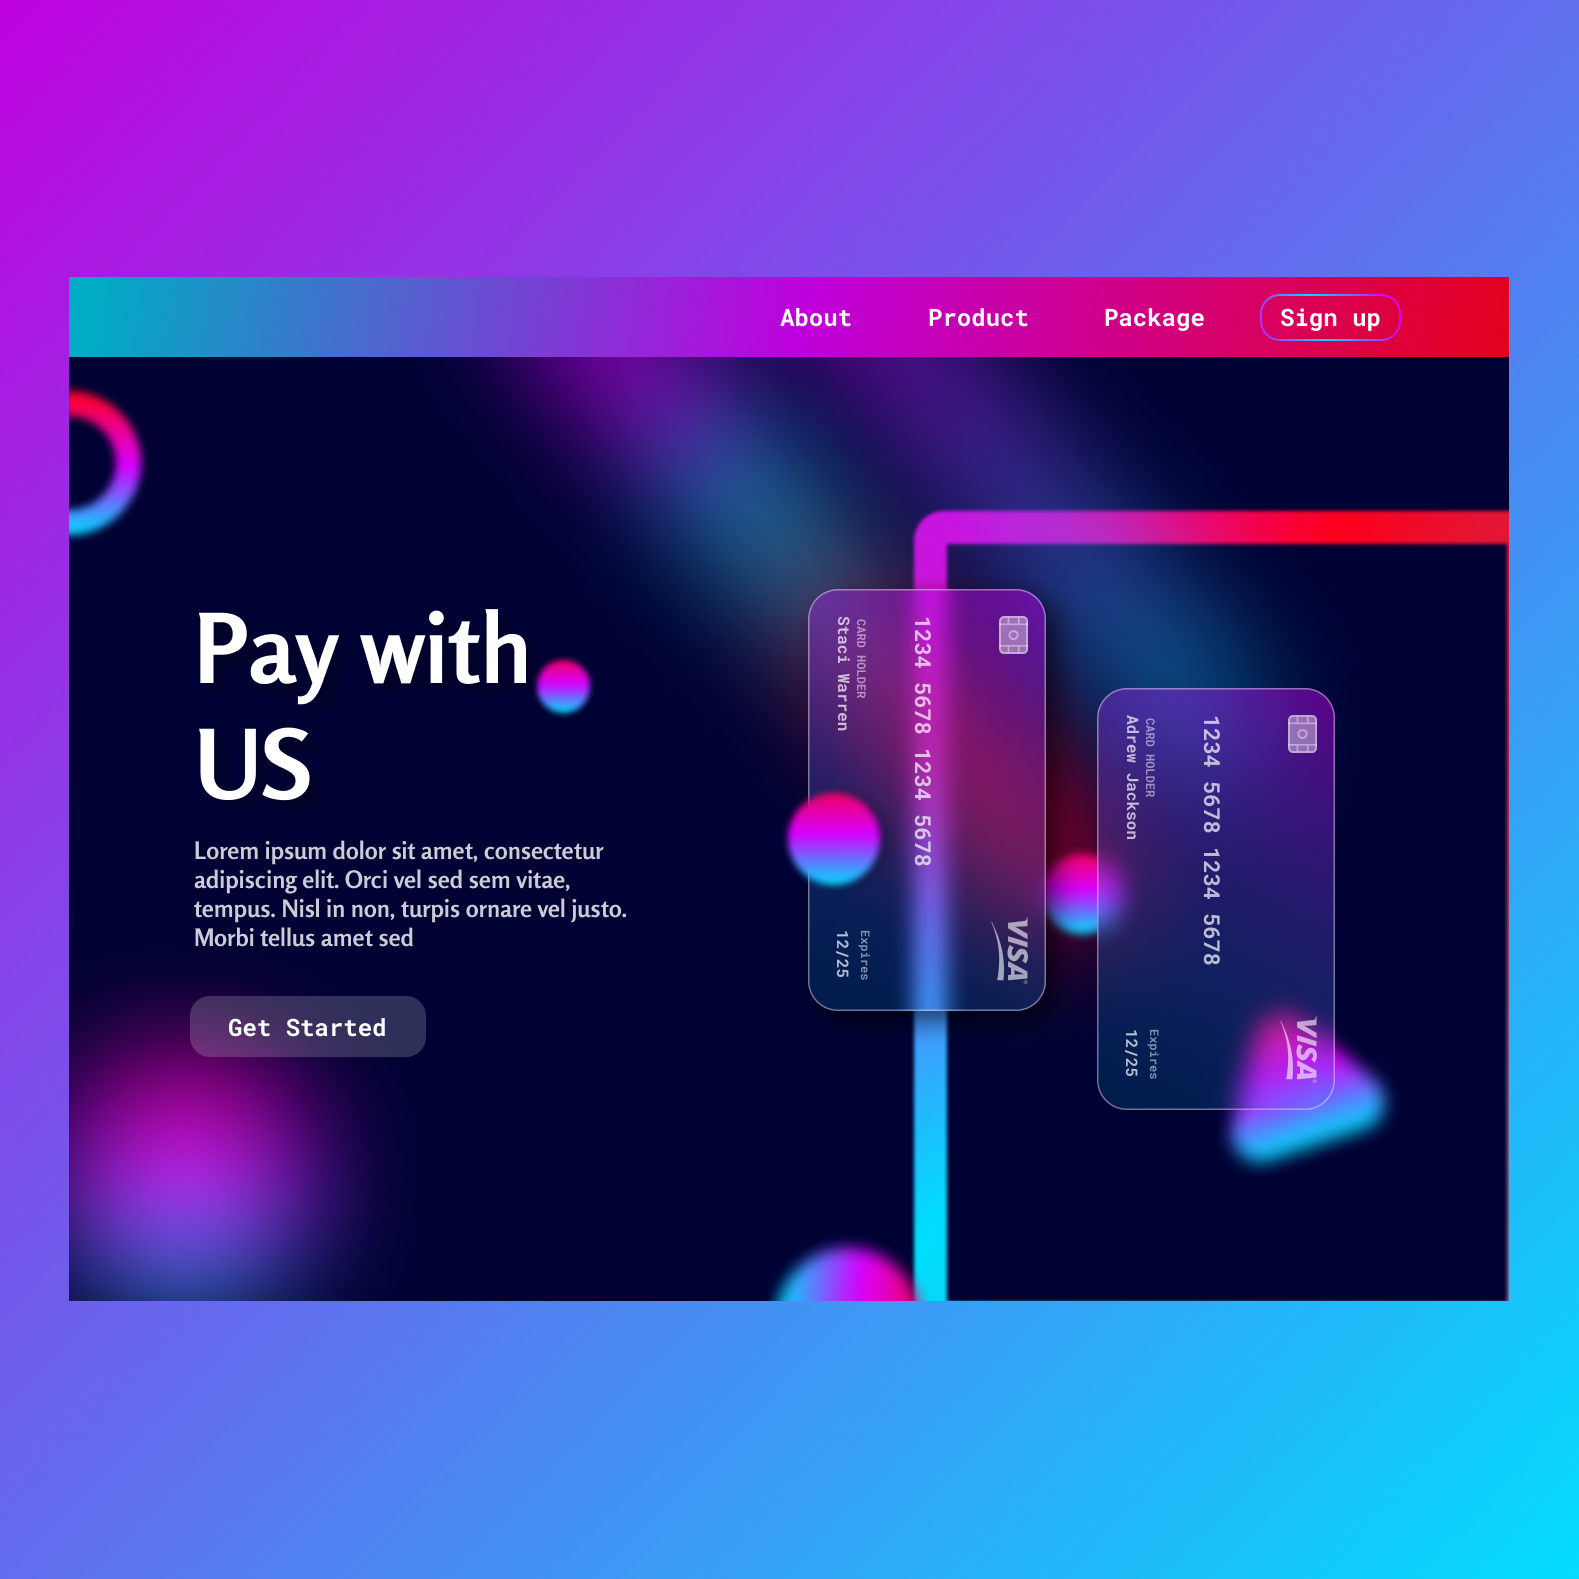 About Product Package Sign up
Pay with
US
Lorem ipsum dolor sit amet, consectetur
adipiscing elit. Orci vel sed sem vitae,
tempus. Nisl in non, turpis ornare vel justo.
Morbi tellus amet sed
Get Started
1234 5678 1234 5678
CARD HOLDER
Staci Warren
Expires
12/25
VISA
1234 5678 1234 5678
CARD HOLDER
Adrew Jackson
Expires
12/25
VISA